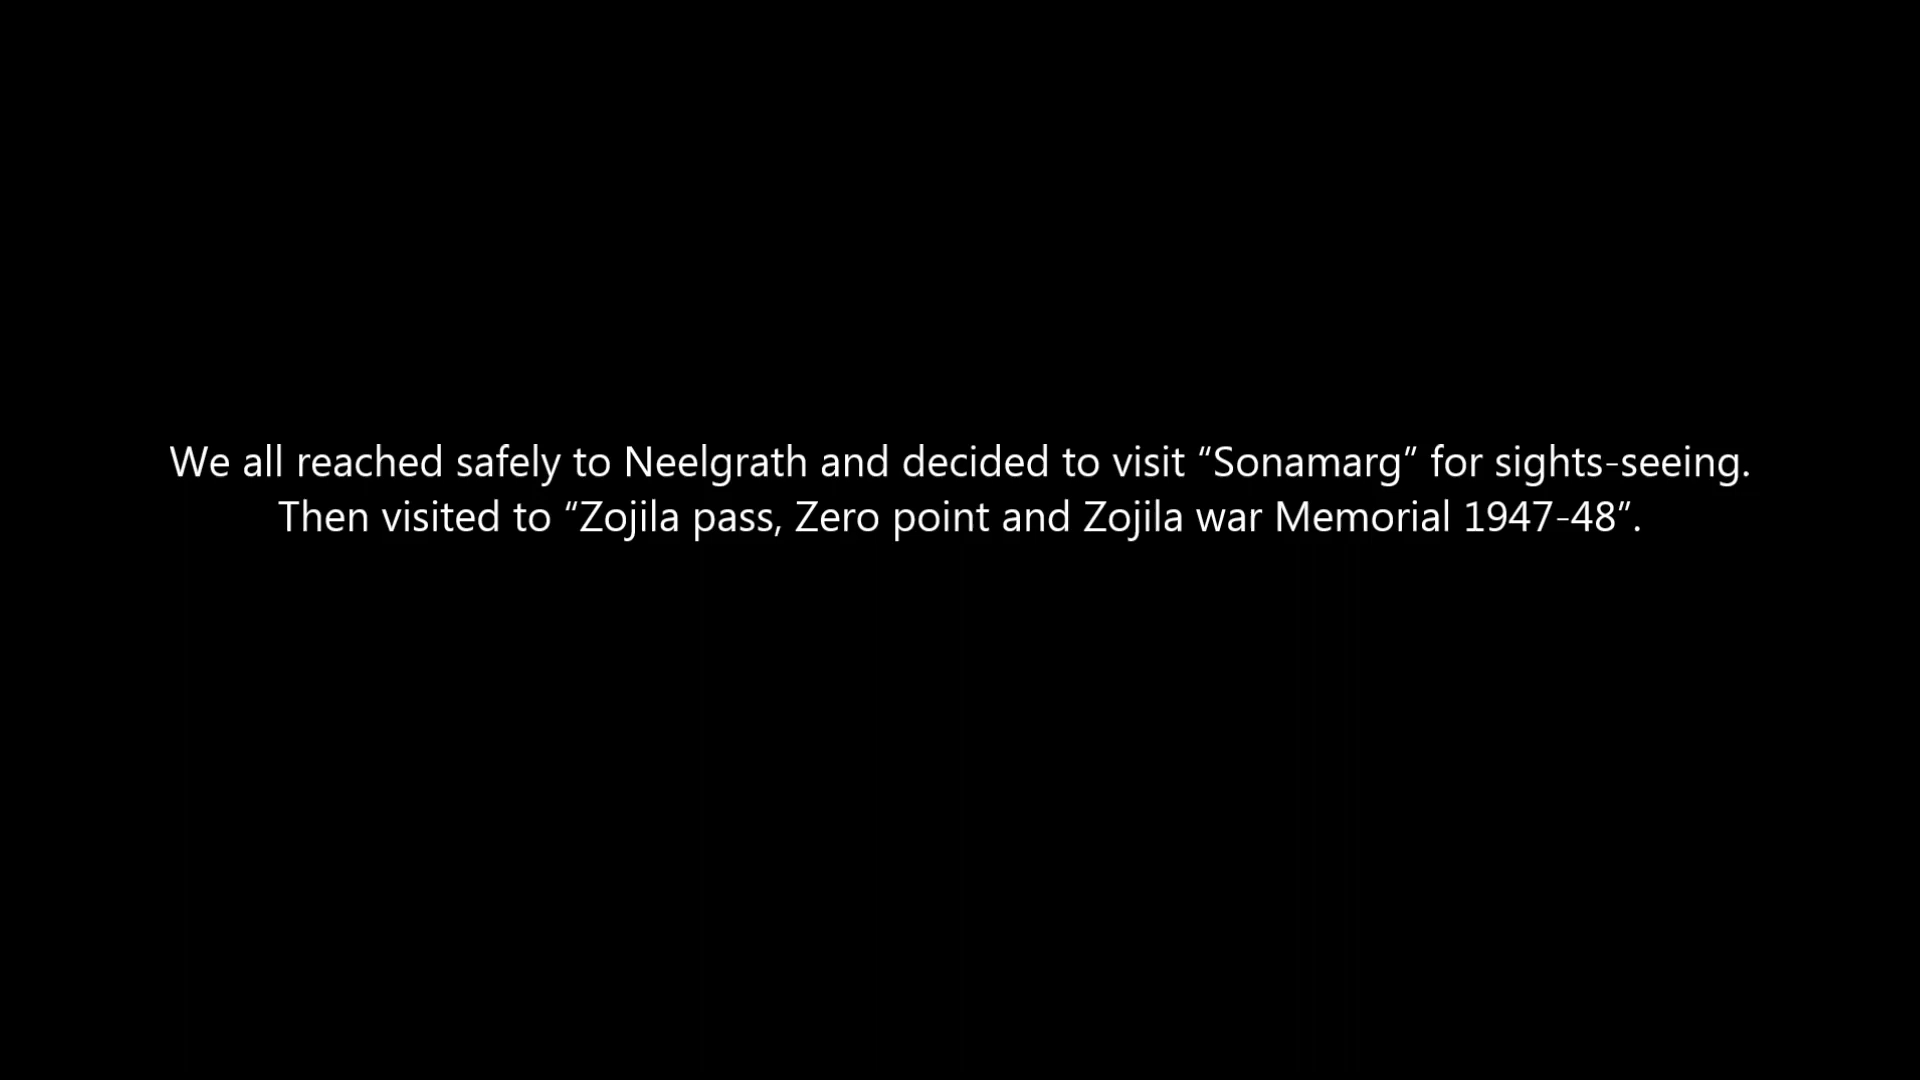 We all reached safely to Neelgrath and decided to visit “Sonamarg” for sights-seeing.
Then visited to “Zojila pass, Zero point and Zojila war Memorial 1947-48”.